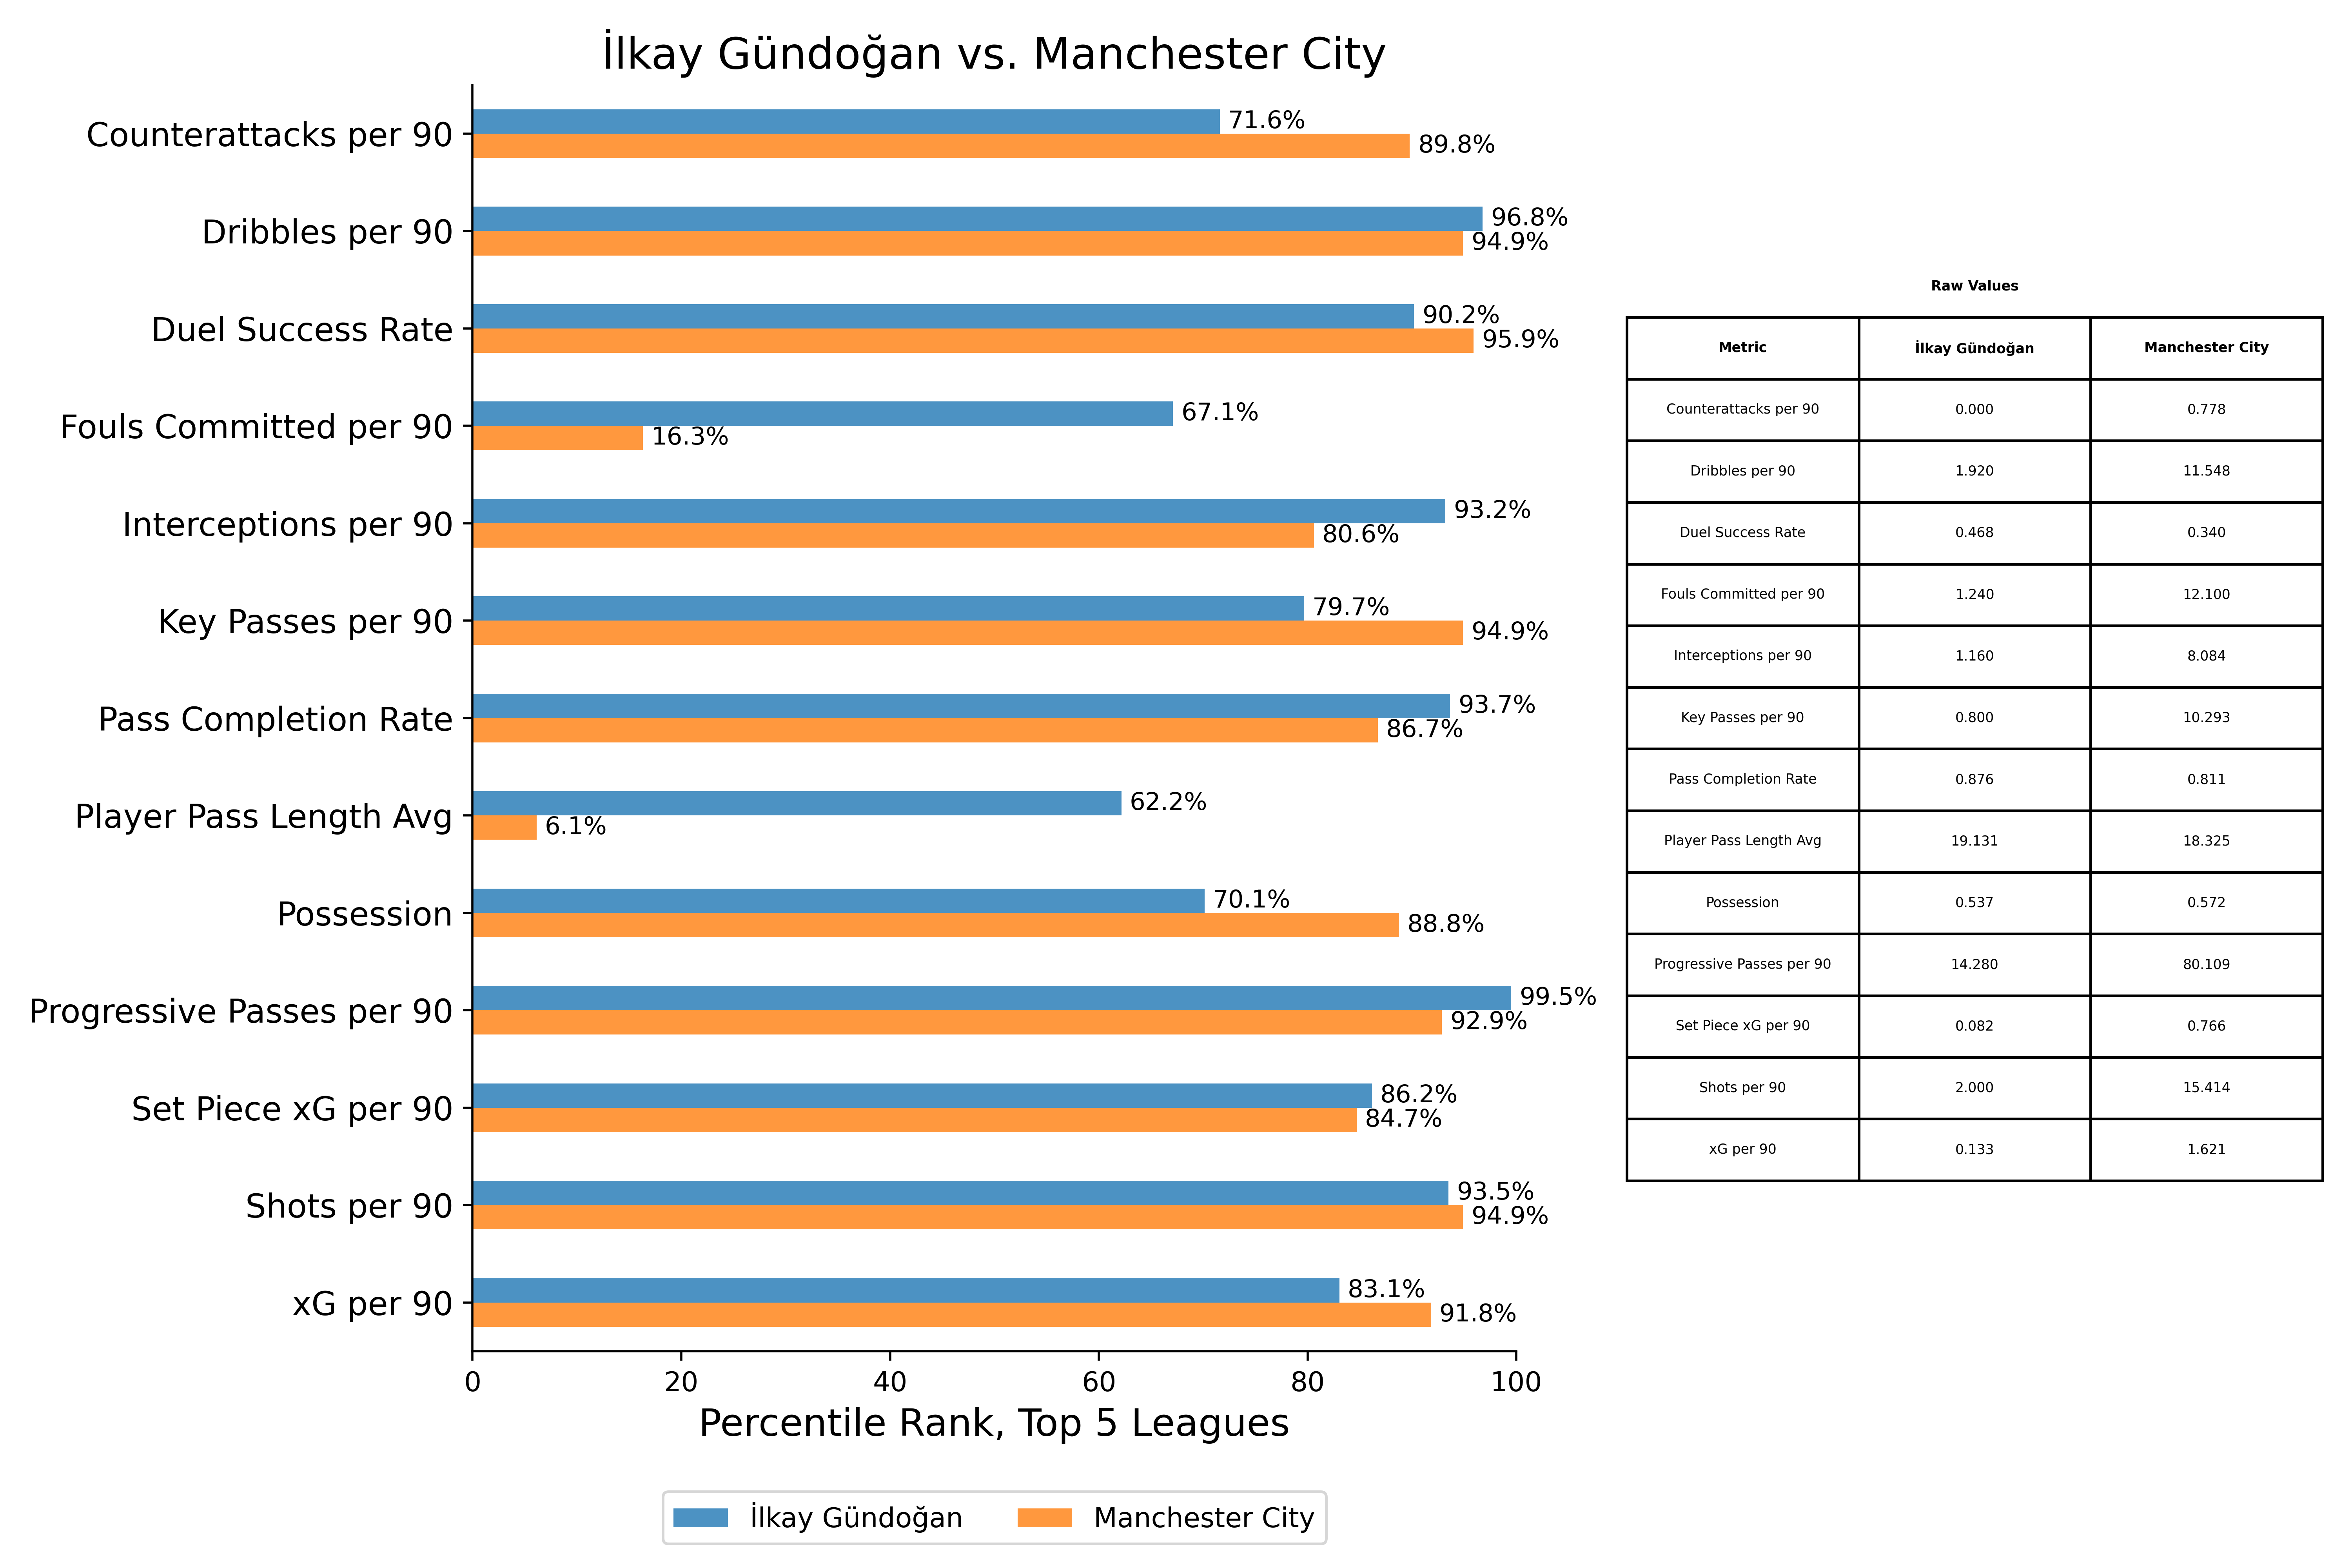 İlkay Gündoğan vs. Manchester City
Counterattacks per 90
71.6%
89.8%
Dribbles per 90
96.8%
94.9%
Duel Success Rate
90.2%
95.9%
Fouls Committed per 90
67.1%
16.3%
Interceptions per 90
93.2%
80.6%
Key Passes per 90
79.7%
94.9%
Pass Completion Rate
93.7%
86.7%
Player Pass Length Avg
62.2%
6.1%
Possession
70.1%
88.8%
Progressive Passes per 90
99.5%
92.9%
Set Piece xG per 90
86.2%
84.7%
Shots per 90
93.5%
94.9%
xG per 90
83.1%
91.8%
0 20 40 60 80 100
Percentile Rank, Top 5 Leagues
İlkay Gündoğan Manchester City
Raw Values
Metric İlkay Gündoğan Manchester City
Counterattacks per 90 0.000 0.778
Dribbles per 90 1.920 11.548
Duel Success Rate 0.468 0.340
Fouls Committed per 90 1.240 12.100
Interceptions per 90 1.160 8.084
Key Passes per 90 0.800 10.293
Pass Completion Rate 0.876 0.811
Player Pass Length Avg 19.131 18.325
Possession 0.537 0.572
Progressive Passes per 90 14.280 80.109
Set Piece xG per 90 0.082 0.766
Shots per 90 2.000 15.414
xG per 90 0.133 1.621